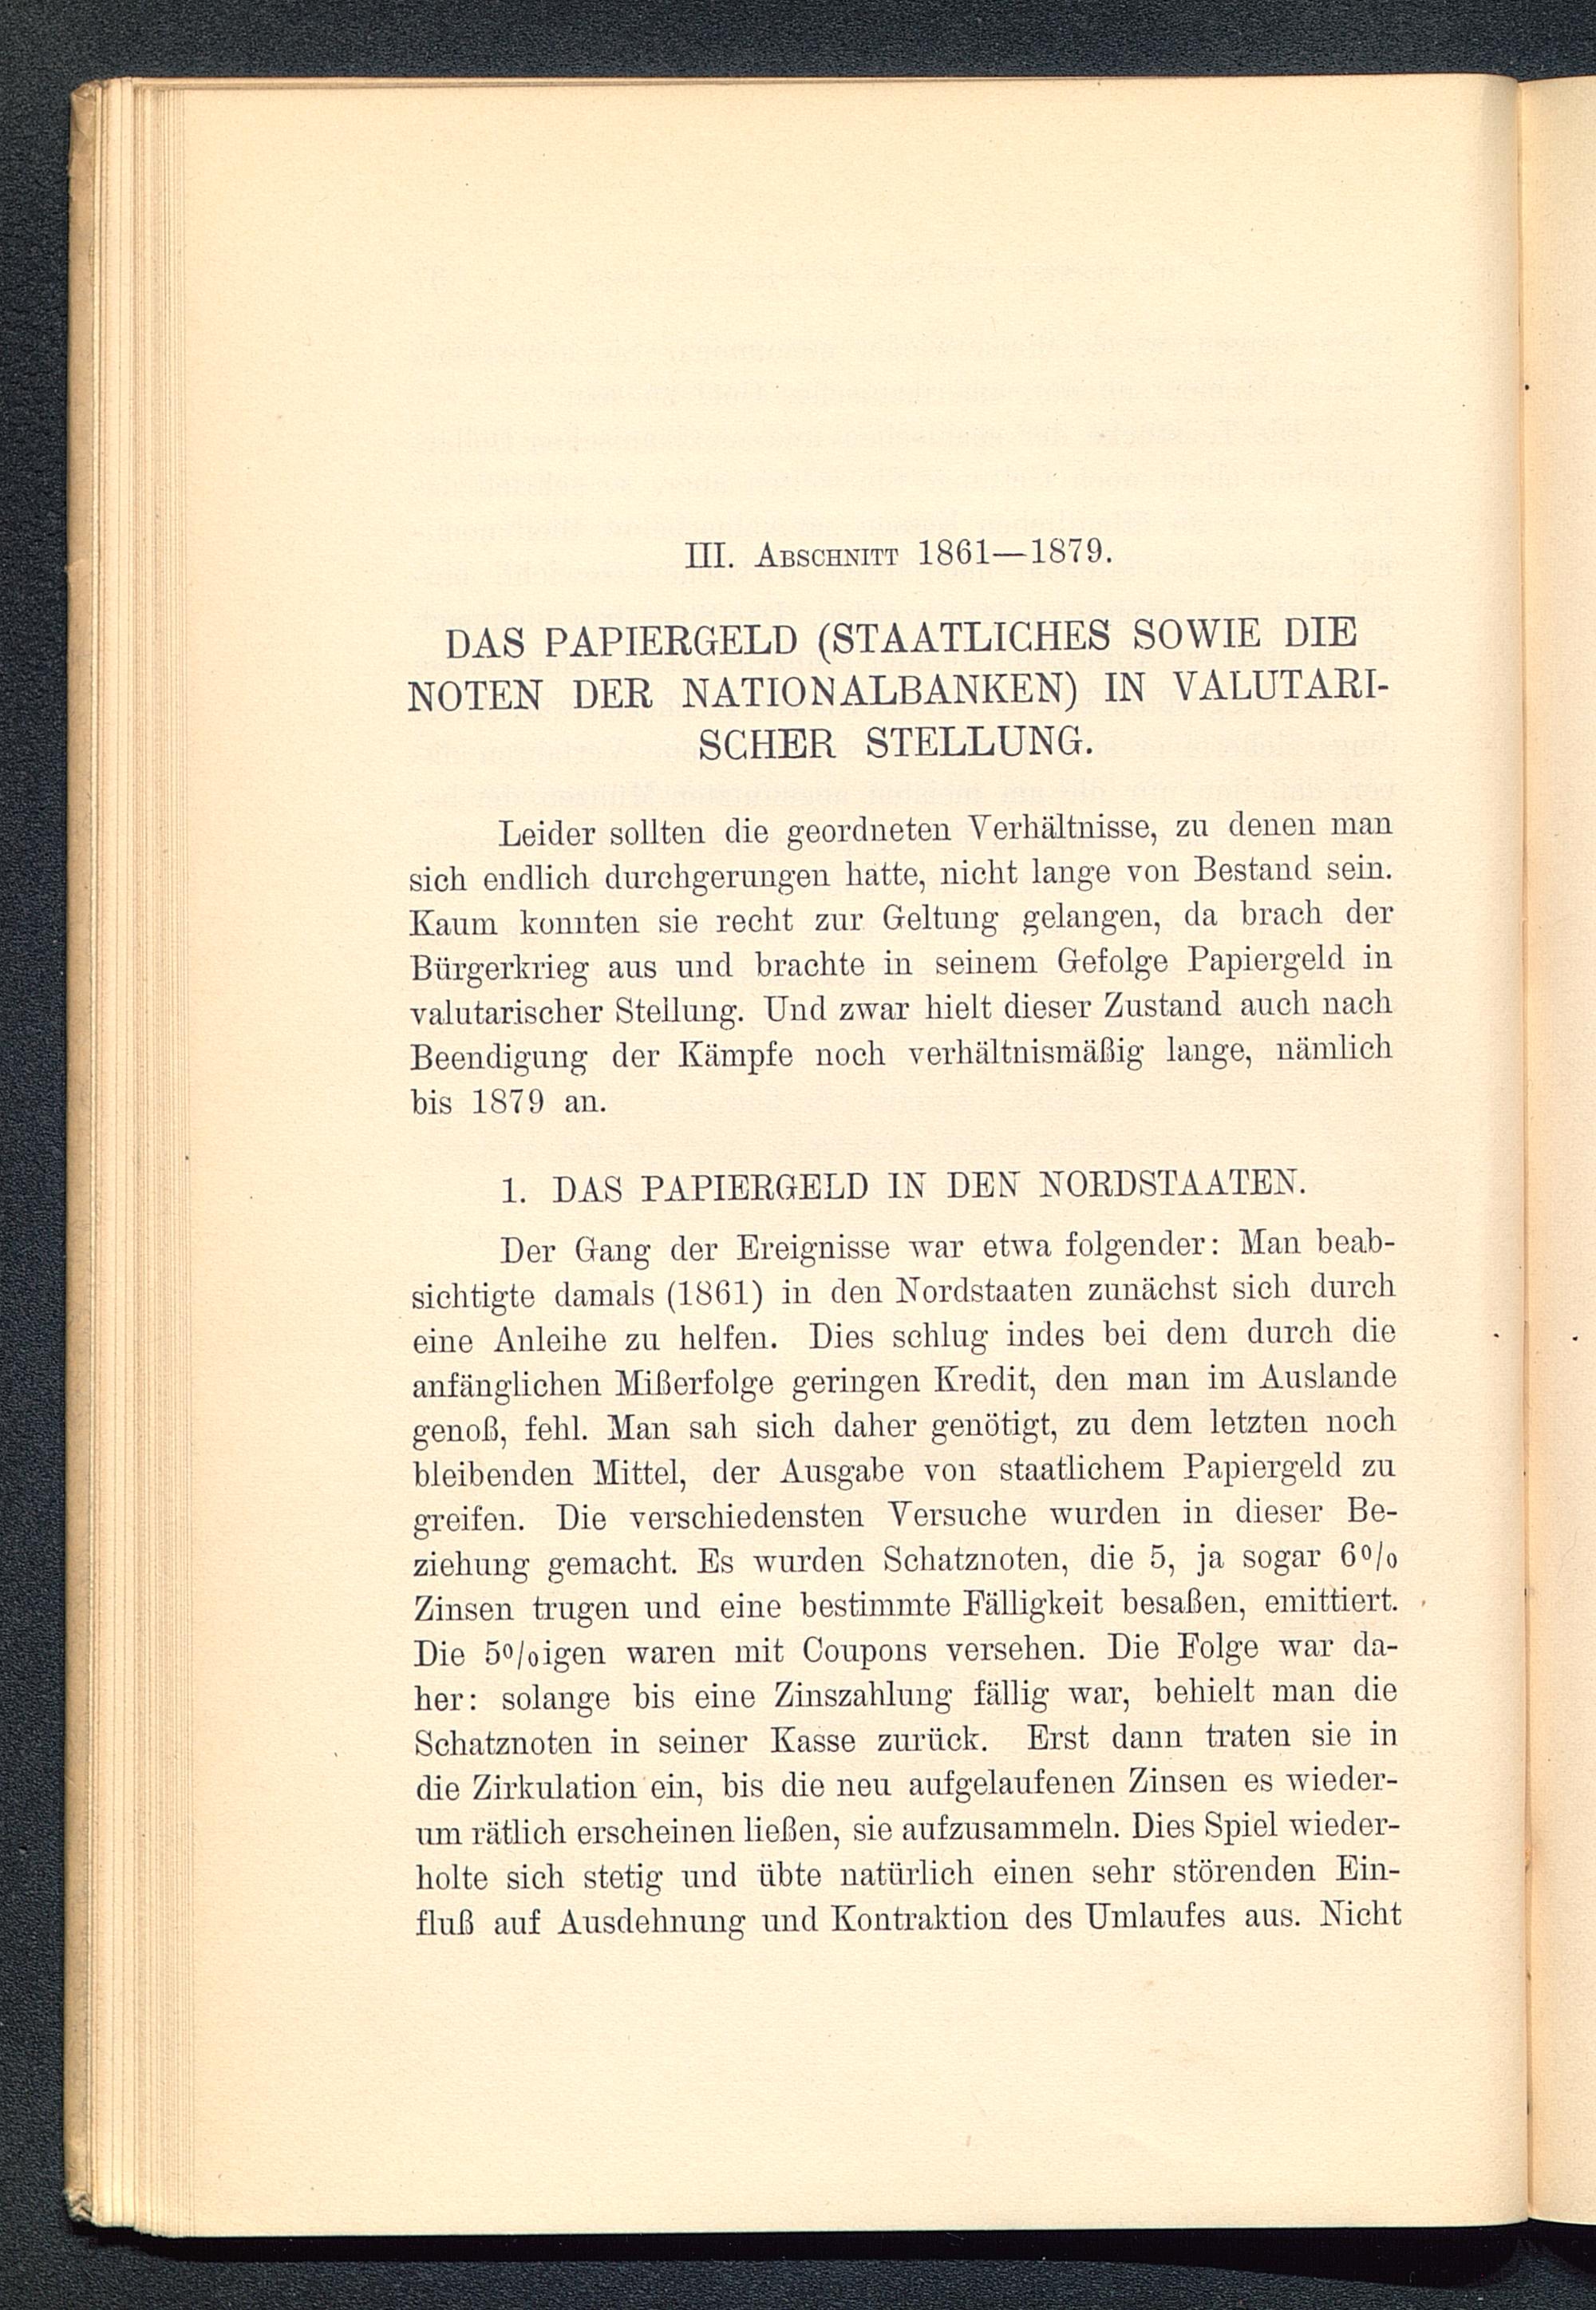 III. Abschnitt 1861—1879.
DAS PAPIERGELD (STAATLICHES SOWIE DIE
NOTEN DER NATIONALBANKEN) IN VALUTARI-
SCHER STELLUNG.
Leider sollten die geordneten Verhältnisse, zu denen man
sich endlich durchgerungen hatte, nicht lange von Bestand sein.
Kaum konnten sie recht zur Geltung gelangen, da brach der
Bürgerkrieg aus und brachte in seinem Gefolge Papiergeld in
valutarischer Stellung. Und zwar hielt dieser Zustand auch nach
Beendigung der Kämpfe noch verhältnismäßig lange, nämlich
bis 1879 an.
1. DAS PAPIERGELD IN DEN NORDSTAATEN.
Der Gang der Ereignisse war etwa folgender: Man beab-
sichtigte damals (1861) in den Nordstaaten zunächst sich durch
eine Anleihe zu helfen. Dies schlug indes bei dem durch die
anfänglichen Mißerfolge geringen Kredit, den man im Auslande
genoß, fehl. Man sah sich daher genötigt, zu dem letzten noch
bleibenden Mittel, der Ausgabe von staatlichem Papiergeld zu
greifen. Die verschiedensten Versuche wurden in dieser Be-
ziehung gemacht. Es wurden Schatznoten, die 5, ja sogar 6%
Zinsen trugen und eine bestimmte Fälligkeit besaßen, emittiert.
Die 5%igen waren mit Coupons versehen. Die Folge war da-
her: solange bis eine Zinszahlung fällig war, behielt man die
Schatznoten in seiner Kasse zurück. Erst dann traten sie in
die Zirkulation ein, bis die neu aufgelaufenen Zinsen es wieder-
um rätlich erscheinen ließen, sie aufzusammeln. Dies Spiel wieder-
holte sich stetig und übte natürlich einen sehr störenden Ein-
fluß auf Ausdehnung und Kontraktion des Umlaufes aus. Nicht